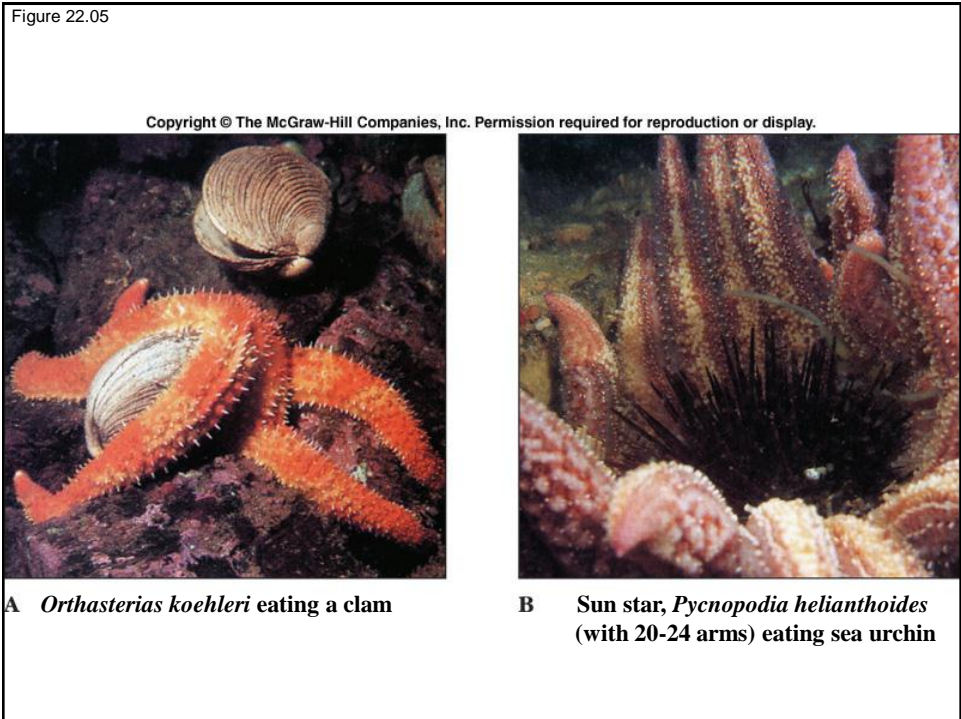 Figure 22.05
Copyright © The McGraw-Hill Companies, Inc. Permission required for reproduction or display.
A Orthasterias koehleri eating a clam
B Sun star, Pycnopodia helianthoides
(with 20-24 arms) eating sea urchin